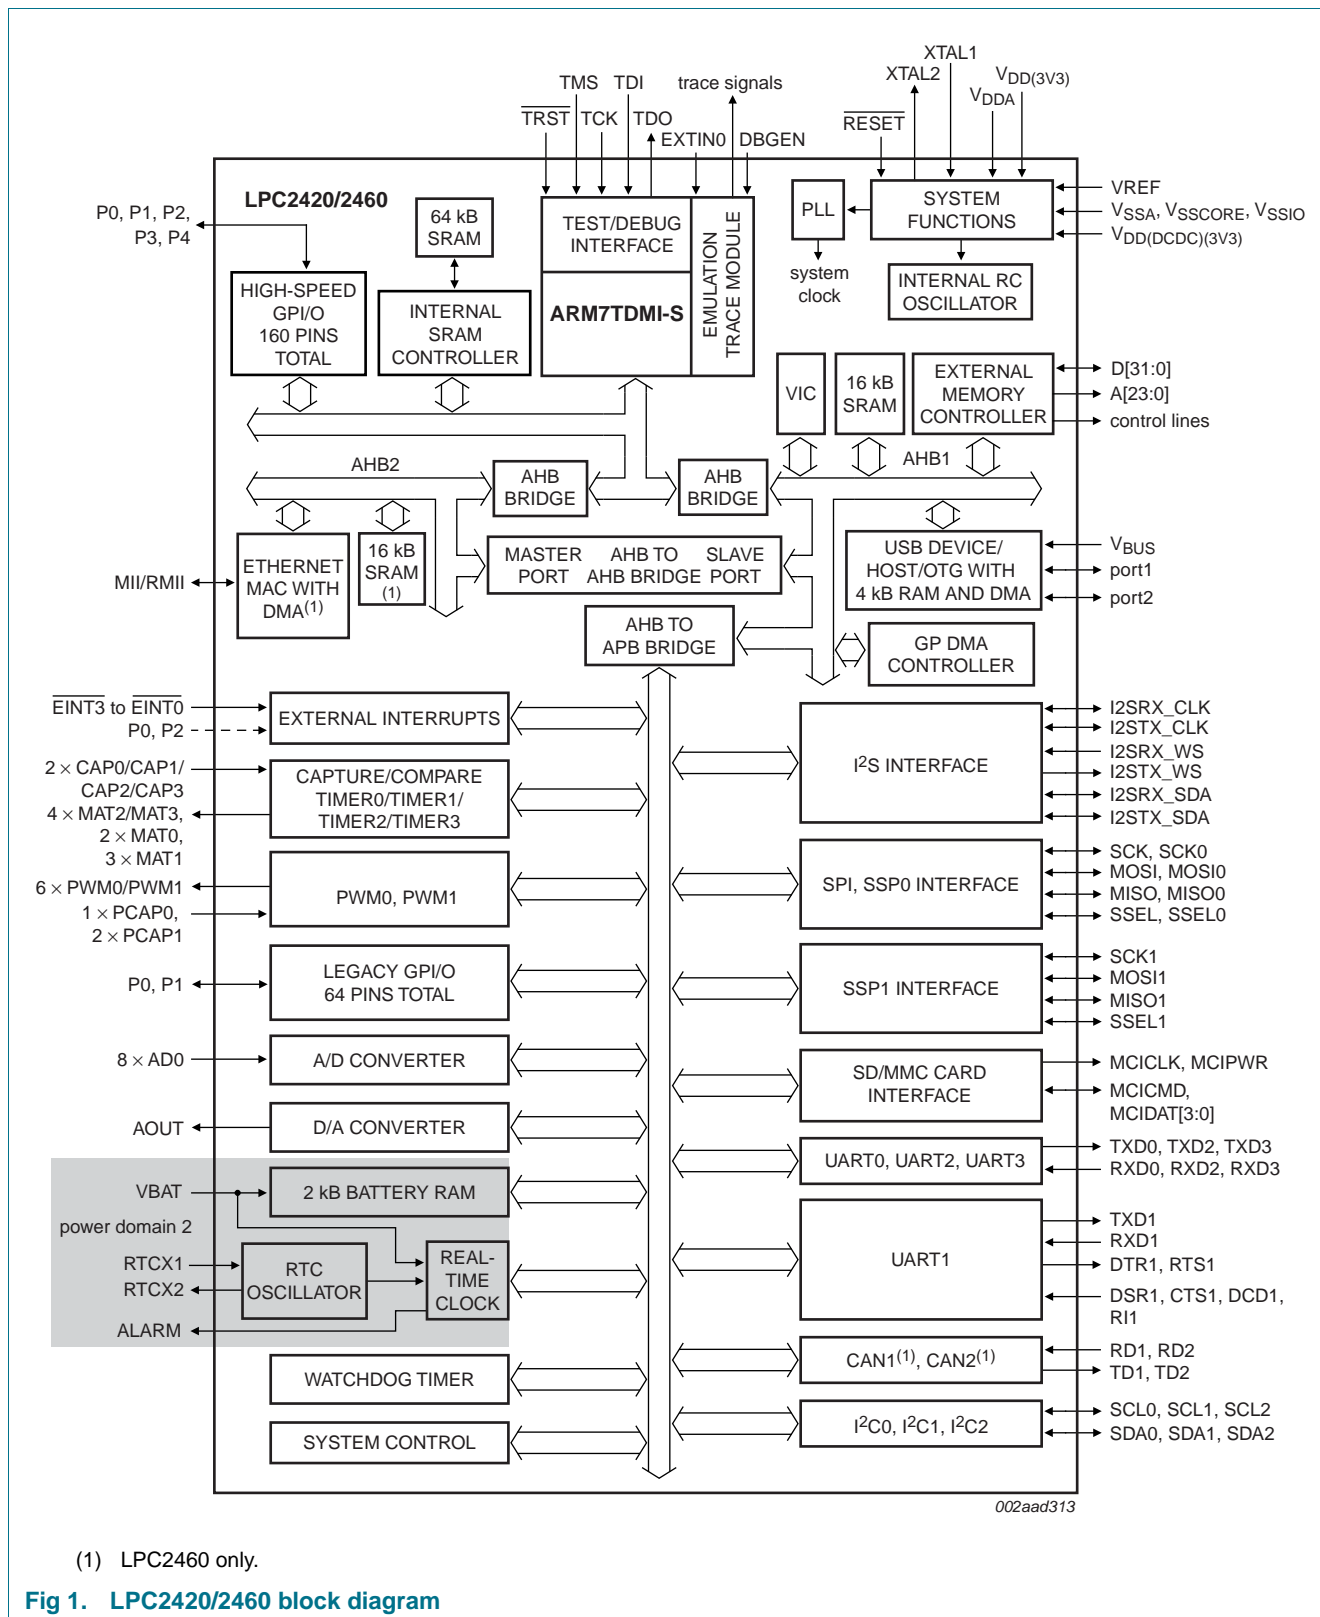 XTAL1
XTAL2
VDD(3V3)
VDDA
RESET
TMS
TDI
trace signals
TRST
TCK
TDO
EXTIN0
DBGEN
LPC2420/2460
P0, P1, P2,
P3, P4
64 kB
SRAM
TEST/DEBUG
INTERFACE
EMULATION
TRACE MODULE
PLL
SYSTEM
FUNCTIONS
VREF
VSSA, VSSCORE, VSSIO
VDD(DCDC)(3V3)
system
clock
INTERNAL RC
OSCILLATOR
HIGH-SPEED
GPI/O
160 PINS
TOTAL
INTERNAL
SRAM
CONTROLLER
ARM7TDMI-S
VIC
16 kB
SRAM
EXTERNAL
MEMORY
CONTROLLER
D[31:0]
A[23:0]
control lines
AHB2
AHB
BRIDGE
AHB
BRIDGE
AHB1
ETHERNET
MAC WITH
DMA(1)
16 kB
SRAM
(1)
MASTER
PORT
AHB TO
AHB BRIDGE
SLAVE
PORT
USB DEVICE/
HOST/OTG WITH
4 kB RAM AND DMA
VBUS
port1
port2
MII/RMII
AHB TO
APB BRIDGE
GP DMA
CONTROLLER
EINT3 to EINT0
P0, P2
EXTERNAL INTERRUPTS
2 × CAP0/CAP1/
CAP2/CAP3
4 × MAT2/MAT3,
2 × MAT0,
3 × MAT1
CAPTURE/COMPARE
TIMER0/TIMER1/
TIMER2/TIMER3
6 × PWM0/PWM1
1 × PCAP0,
2 × PCAP1
PWM0, PWM1
P0, P1
LEGACY GPI/O
64 PINS TOTAL
8 × AD0
A/D CONVERTER
AOUT
D/A CONVERTER
VBAT
2 kB BATTERY RAM
power domain 2
RTCX1
RTCX2
RTC
OSCILLATOR
REAL-
TIME
CLOCK
ALARM
WATCHDOG TIMER
SYSTEM CONTROL
I2S INTERFACE
I2SRX_CLK
I2STX_CLK
I2SRX_WS
I2STX_WS
I2SRX_SDA
I2STX_SDA
SPI, SSP0 INTERFACE
SCK, SCK0
MOSI, MOSI0
MISO, MISO0
SSEL, SSEL0
SSP1 INTERFACE
SCK1
MOSI1
MISO1
SSEL1
SD/MMC CARD
INTERFACE
MCICLK, MCIPWR
MCICMD,
MCIDAT[3:0]
UART0, UART2, UART3
TXD0, TXD2, TXD3
RXD0, RXD2, RXD3
UART1
TXD1
RXD1
DTR1, RTS1
DSR1, CTS1, DCD1,
RI1
CAN1(1), CAN2(1)
RD1, RD2
TD1, TD2
I2C0, I2C1, I2C2
SCL0, SCL1, SCL2
SDA0, SDA1, SDA2
002aad313
(1) LPC2460 only.
Fig 1. LPC2420/2460 block diagram